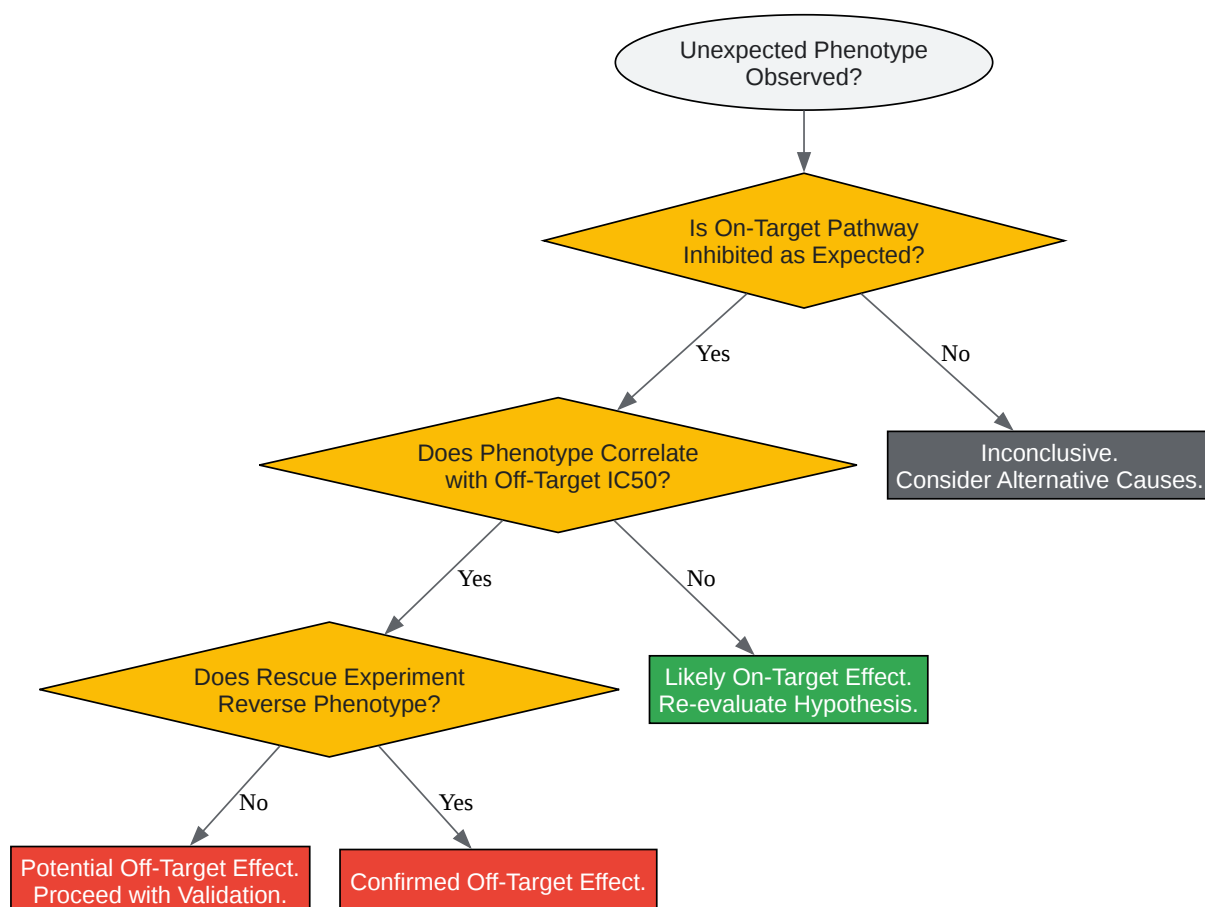 Unexpected Phenotype
Observed?
Is On-Target Pathway
Inhibited as Expected?
Yes
No
Does Phenotype Correlate
with Off-Target IC50?
Inconclusive.
Consider Alternative Causes.
Yes
No
Does Rescue Experiment
Reverse Phenotype?
Likely On-Target Effect.
Re-evaluate Hypothesis.
No
Yes
Potential Off-Target Effect.
Proceed with Validation.
Confirmed Off-Target Effect.